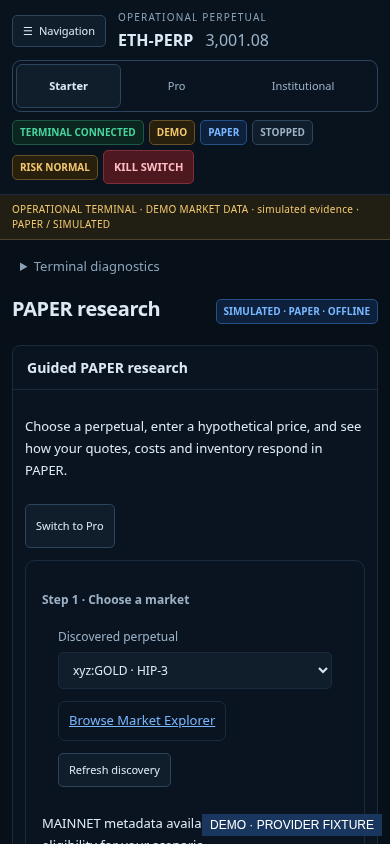 ☰ Navigation
OPERATIONAL PERPETUAL
ETH-PERP 3,001.08
Starter
Pro
Institutional
TERMINAL CONNECTED
DEMO
PAPER
STOPPED
RISK NORMAL
KILL SWITCH
OPERATIONAL TERMINAL · DEMO MARKET DATA · simulated evidence ·
PAPER / SIMULATED
▶ Terminal diagnostics
PAPER research
SIMULATED · PAPER · OFFLINE
Guided PAPER research
Choose a perpetual, enter a hypothetical price, and see
how your quotes, costs and inventory respond in
PAPER.
Switch to Pro
Step 1 · Choose a market
Discovered perpetual
xyz:GOLD · HIP-3
Browse Market Explorer
Refresh discovery
MAINNET metadata
DEMO · PROVIDER FIXTURE